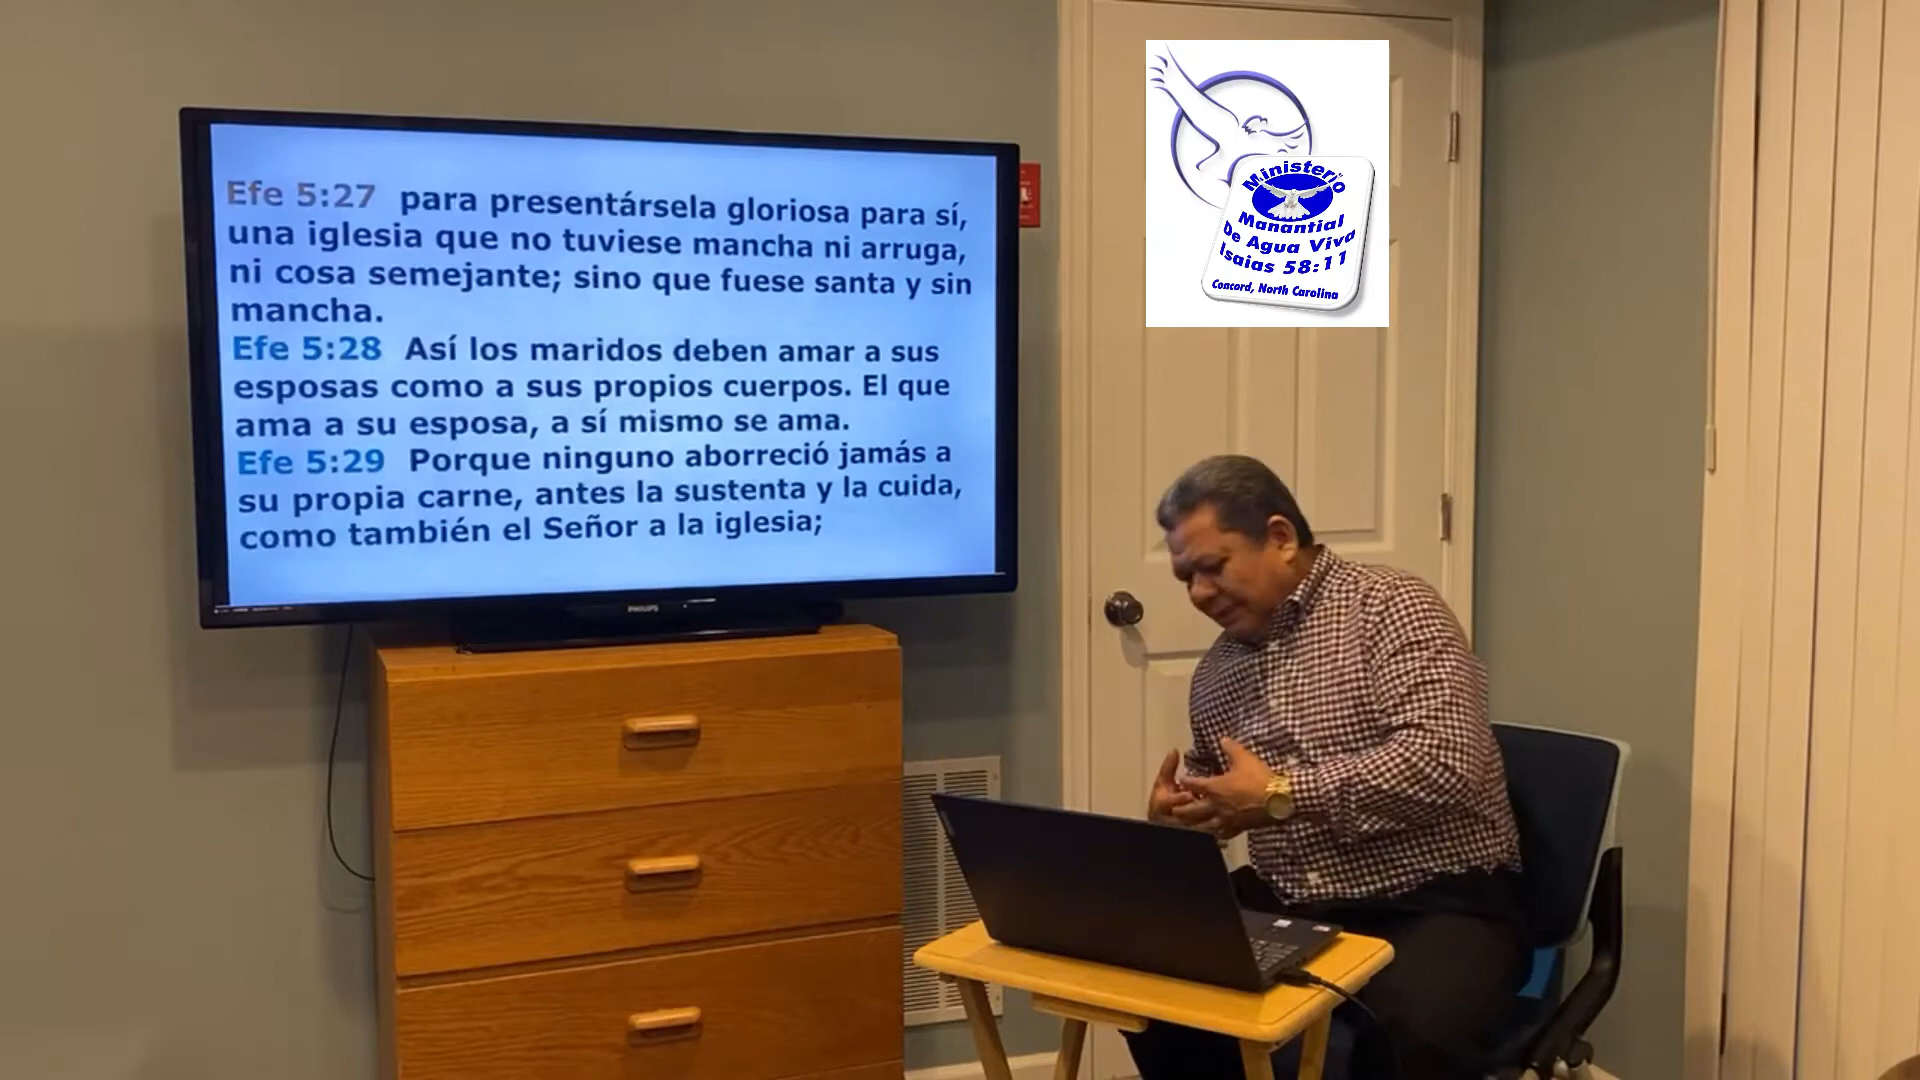 Efe 5:27 para presentársela gloriosa para sí,
una iglesia que no tuviese mancha ni arruga,
ni cosa semejante; sino que fuese santa y sin
mancha.
Efe 5:28 Así los maridos deben amar a sus
esposas como a sus propios cuerpos. El que
ama a su esposa, a sí mismo se ama.
Efe 5:29 Porque ninguno aborreció jamás a
su propia carne, antes la sustenta y la cuida,
como también el Señor a la iglesia;
PHILIPS
Ministerio
Manantial
De Agua Viva
Isaias 58:11
Concord, North Carolina